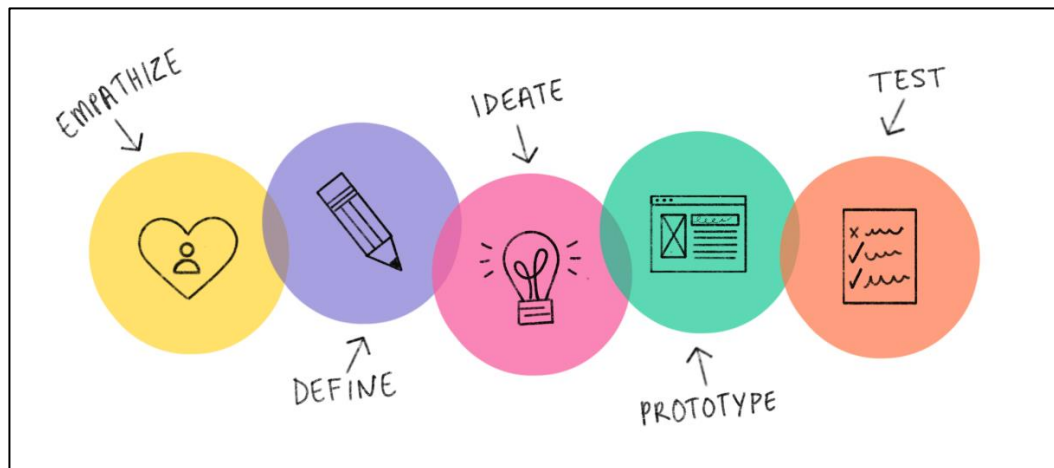 EMPATHIZE
DEFINE
IDEATE
PROTOTYPE
TEST